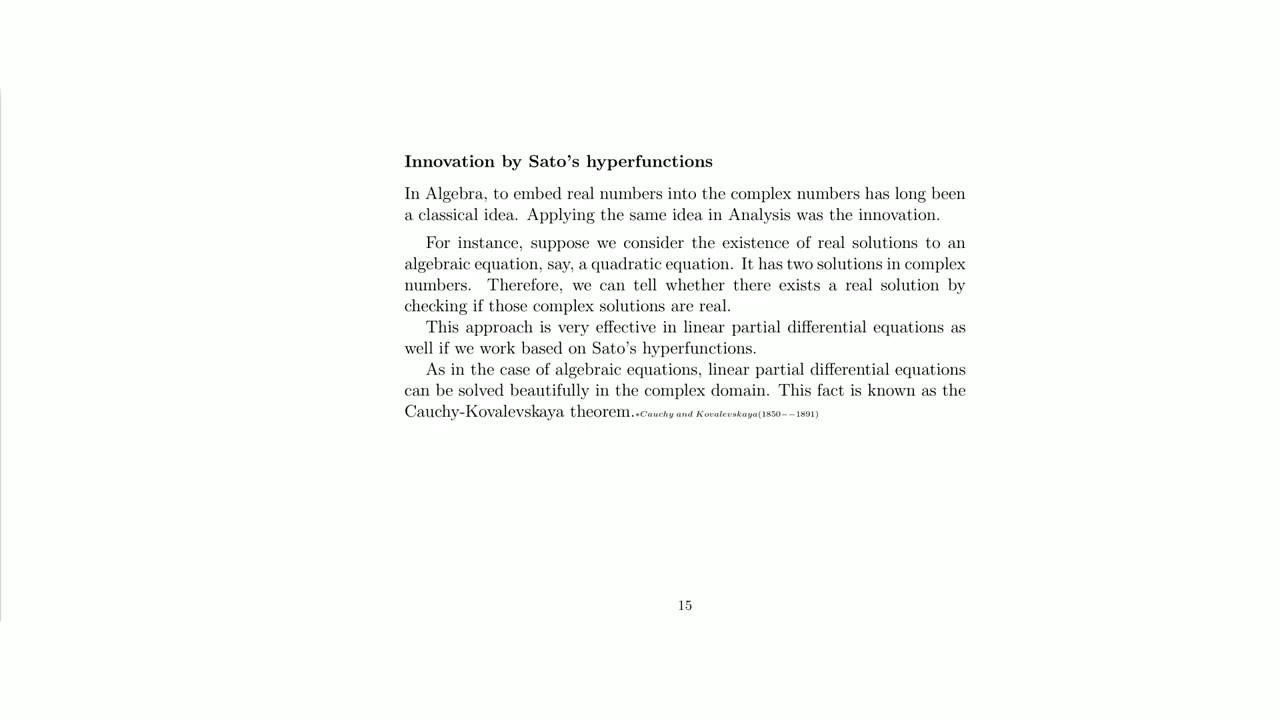 Innovation by Sato's hyperfunctions
In Algebra, to embed real numbers into the complex numbers has long been
a classical idea. Applying the same idea in Analysis was the innovation.
For instance, suppose we consider the existence of real solutions to an
algebraic equation, say, a quadratic equation. It has two solutions in complex
numbers. Therefore, we can tell whether there exists a real solution by
checking if those complex solutions are real.
This approach is very effective in linear partial differential equations as
well if we work based on Sato's hyperfunctions.
As in the case of algebraic equations, linear partial differential equations
can be solved beautifully in the complex domain. This fact is known as the
Cauchy-Kovalevskaya theorem.*Cauchy and Kovalevskaya(1850−−1891)
15